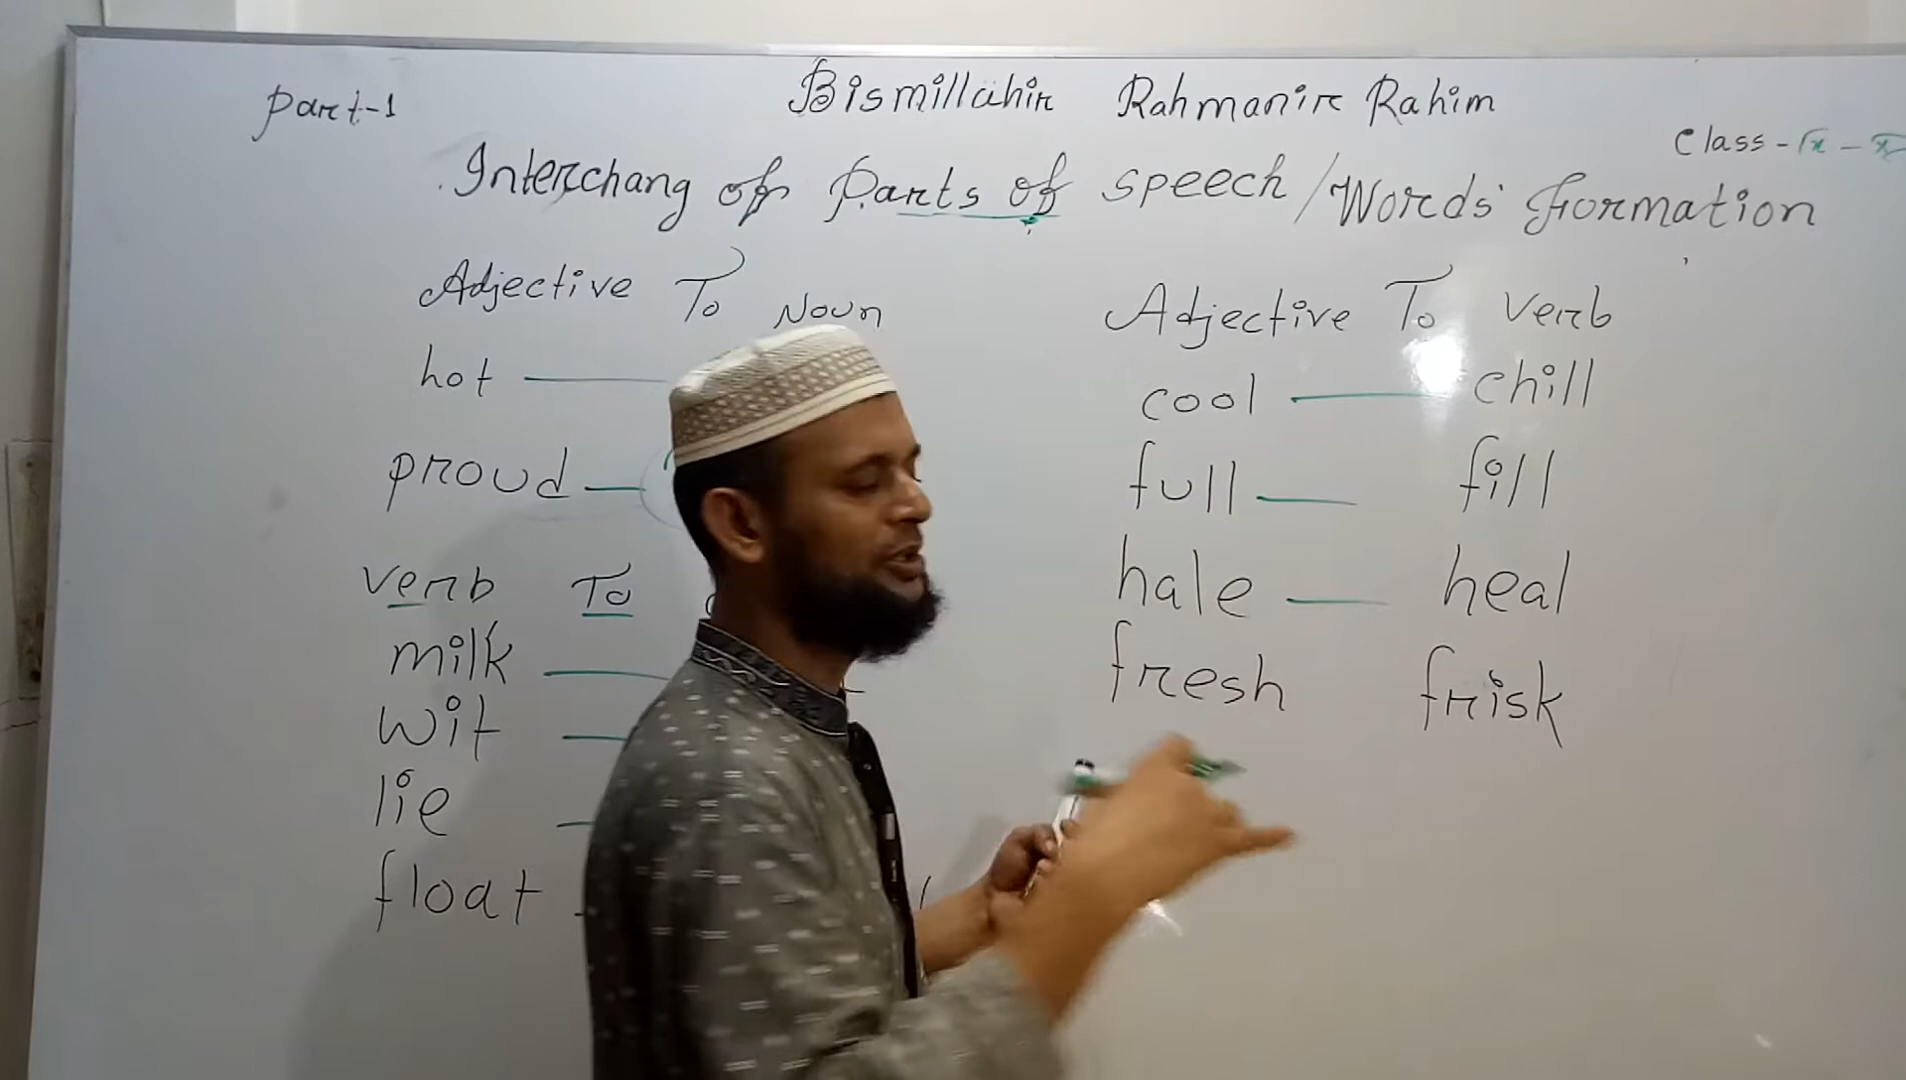 Part-1
Bismillahir Rahmanir Rahim
Class - IX - X
Interchang of Parts of speech / Words Formation
Adjective To Noun
hot
proud
Verb To
milk
wit
lie
float
Adjective To Verb
cool chill
full fill
hale heal
fresh frisk